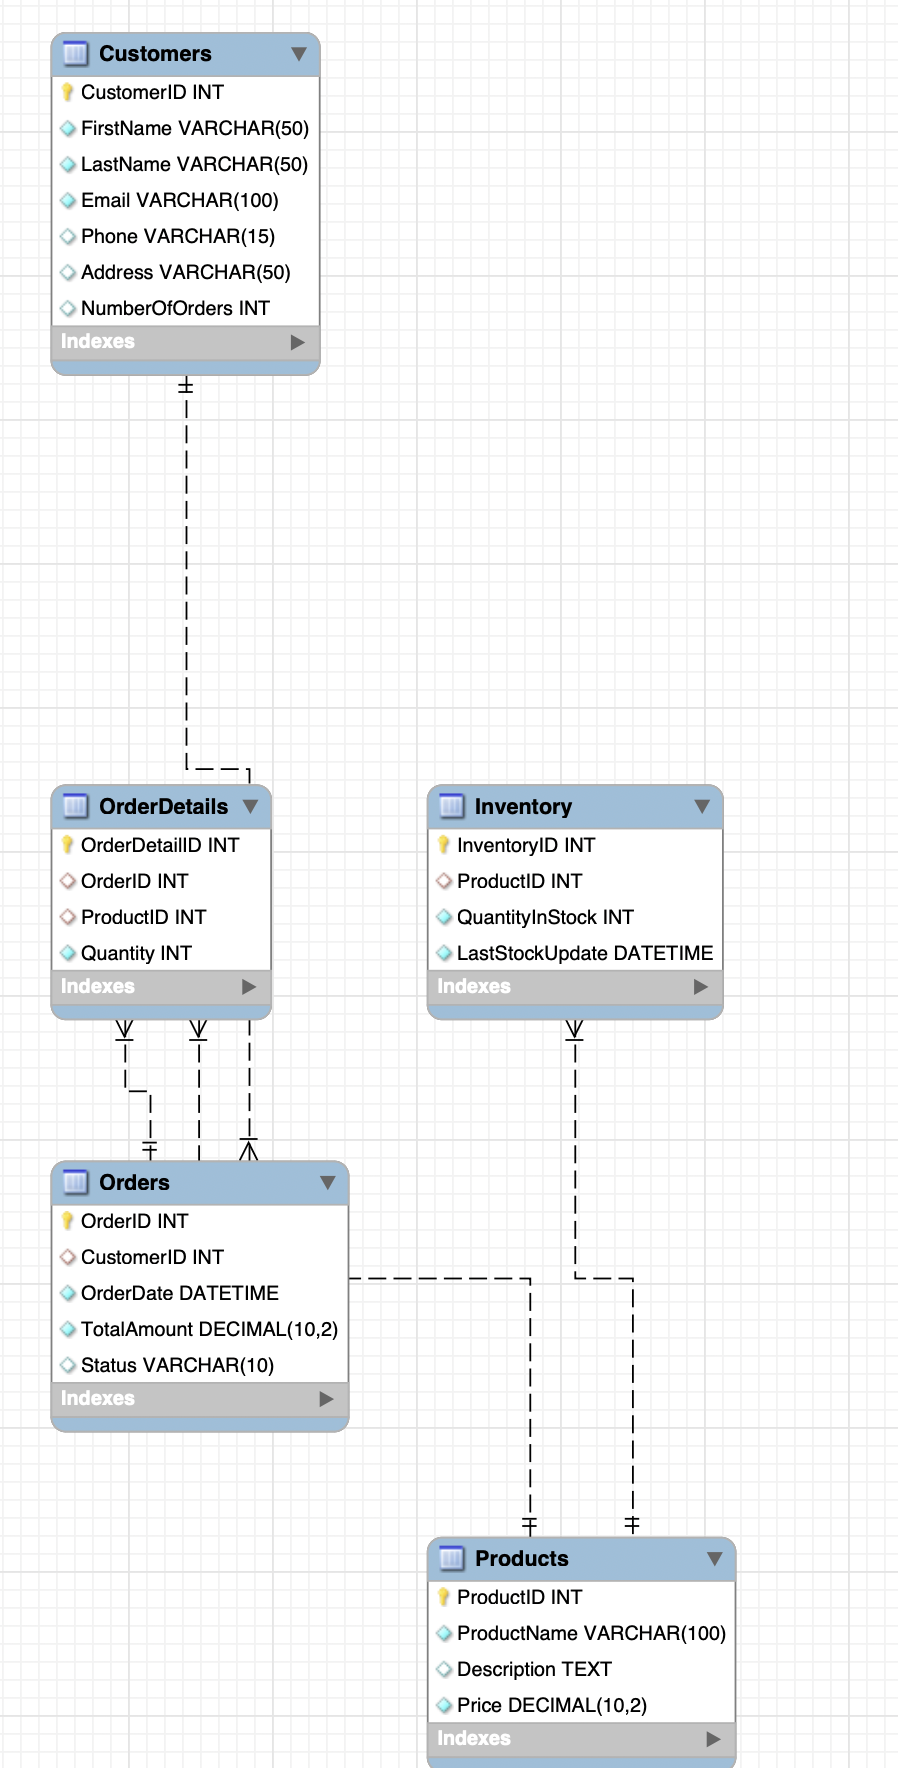 Customers
CustomerID INT
FirstName VARCHAR(50)
LastName VARCHAR(50)
Email VARCHAR(100)
Phone VARCHAR(15)
Address VARCHAR(50)
NumberOfOrders INT
Indexes
OrderDetails
OrderDetailID INT
OrderID INT
ProductID INT
Quantity INT
Indexes
Inventory
InventoryID INT
ProductID INT
QuantityInStock INT
LastStockUpdate DATETIME
Indexes
Orders
OrderID INT
CustomerID INT
OrderDate DATETIME
TotalAmount DECIMAL(10,2)
Status VARCHAR(10)
Indexes
Products
ProductID INT
ProductName VARCHAR(100)
Description TEXT
Price DECIMAL(10,2)
Indexes